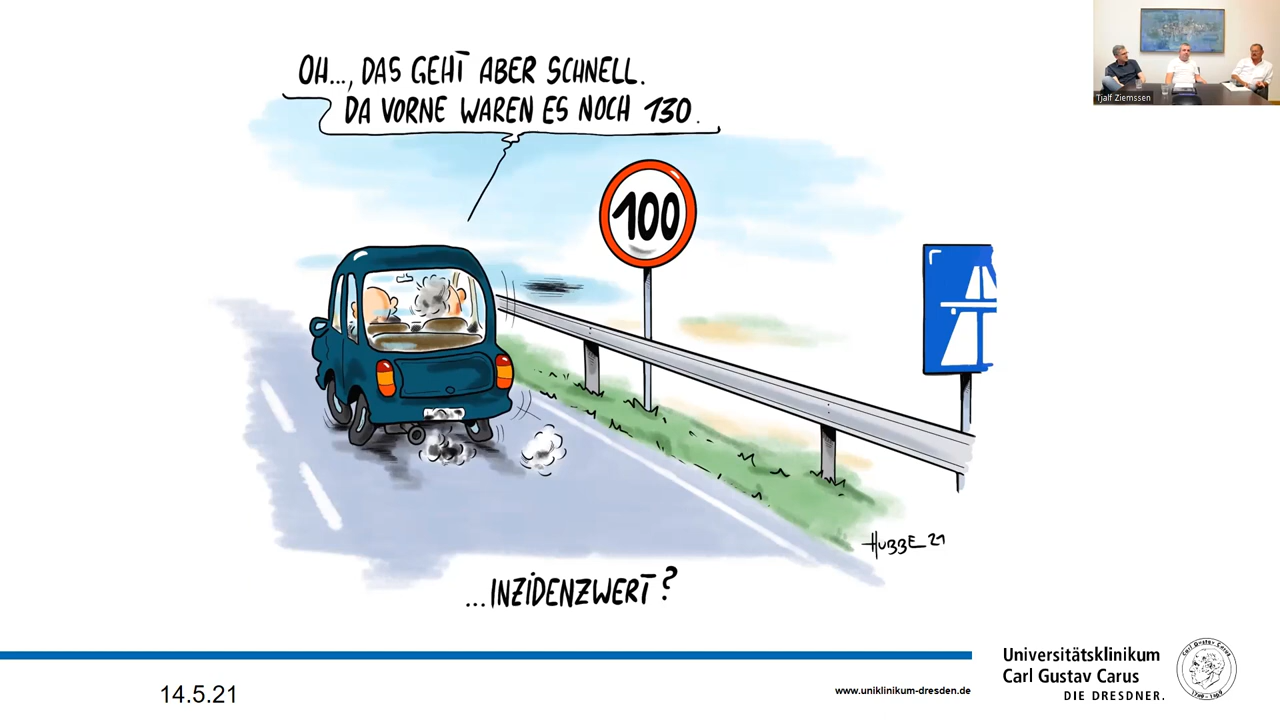 Tjalf Ziemssen
OH..., DAS GEHT ABER SCHNELL.
DA VORNE WAREN ES NOCH 130.
100
HUBBE 21
...INZIDENZWERT?
Universitätsklinikum
Carl Gustav Carus
DIE DRESDNER.
www.uniklinikum-dresden.de
14.5.21